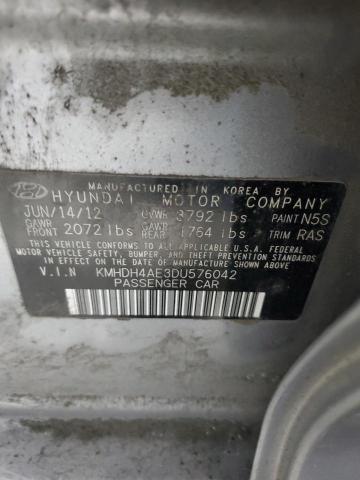 MANUFACTURED IN KOREA BY
HYUNDAI MOTOR COMPANY
JUN/14/12 GVWR 3792 lbs PAINT N5S
GAWR FRONT 2072 lbs GAWR REAR 1764 lbs TRIM RAS
THIS VEHICLE CONFORMS TO ALL APPLICABLE U.S.A. FEDERAL
MOTOR VEHICLE SAFETY, BUMPER, AND THEFT PREVENTION STANDARDS
IN EFFECT ON THE DATE OF MANUFACTURE SHOWN ABOVE.
V.I.N KMHDH4AE3DU576042
PASSENGER CAR